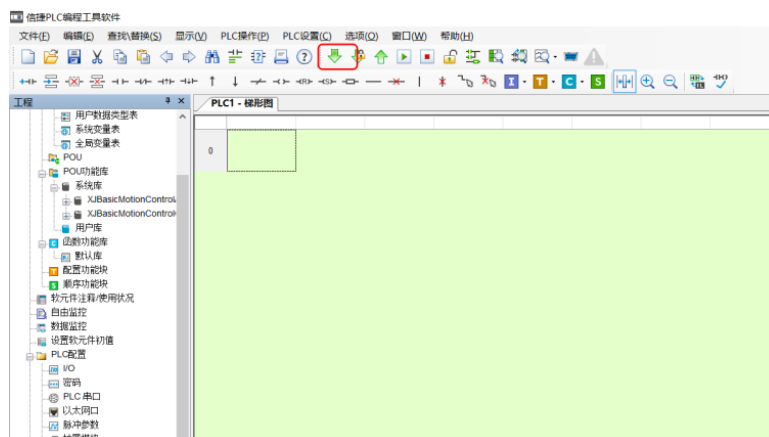 信捷PLC编程工具软件
文件(F) 编辑(E) 查找\替换(S) 显示(V) PLC操作(P) PLC设置(C) 选项(O) 窗口(W) 帮助(H)
工程
PLC1 - 梯形图
用户数据类型表
系统变量表
全局变量表
0
POU
POU功能库
系统库
XJBasicMotionControl
XJBasicMotionControl
用户库
函数功能库
默认库
配置功能块
顺序功能块
软元件注释/使用状况
自由监控
数据监控
设置软元件初值
PLC配置
I/O
密码
PLC 串口
以太网口
脉冲参数